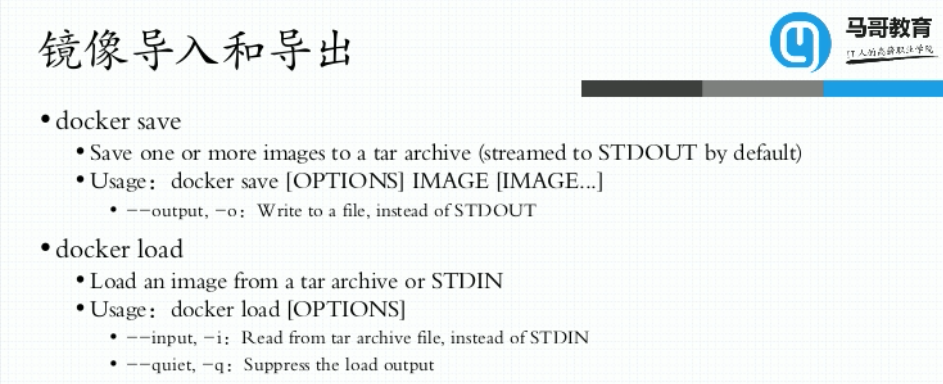 镜像导入和导出
马哥教育
IT人的高薪职业学院
• docker save
• Save one or more images to a tar archive (streamed to STDOUT by default)
• Usage：docker save [OPTIONS] IMAGE [IMAGE...]
• --output, -o：Write to a file, instead of STDOUT
• docker load
• Load an image from a tar archive or STDIN
• Usage：docker load [OPTIONS]
• --input, -i：Read from tar archive file, instead of STDIN
• --quiet, -q：Suppress the load output